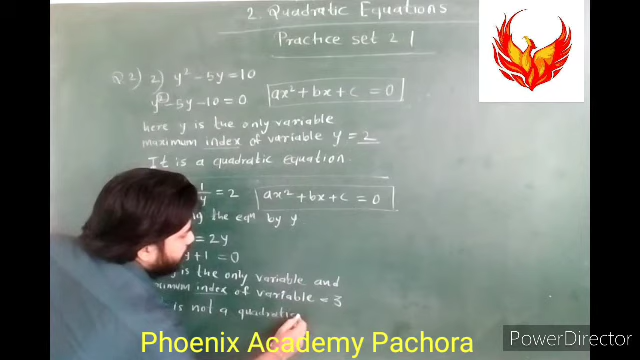 2. Quadratic Equations
Practice set 2.1
Q.2) 2) y² - 5y = 10
y² - 5y - 10 = 0 ax² + bx + c = 0
here y is the only variable
maximum index of variable y = 2
It is a quadratic equation
1/y = 2 ax² + bx + c = 0
the eqⁿ by y
= 2y
+ 1 = 0
is the only variable and
index of variable = 3
is not a quadratic
Phoenix Academy Pachora
PowerDirector